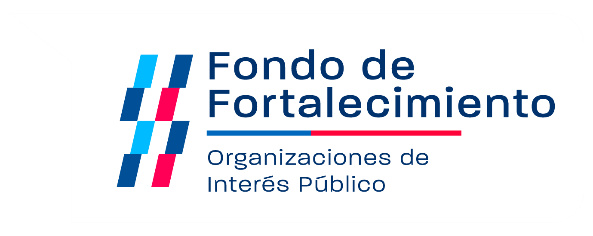 Fondo de
Fortalecimiento
Organizaciones de
Interés Público